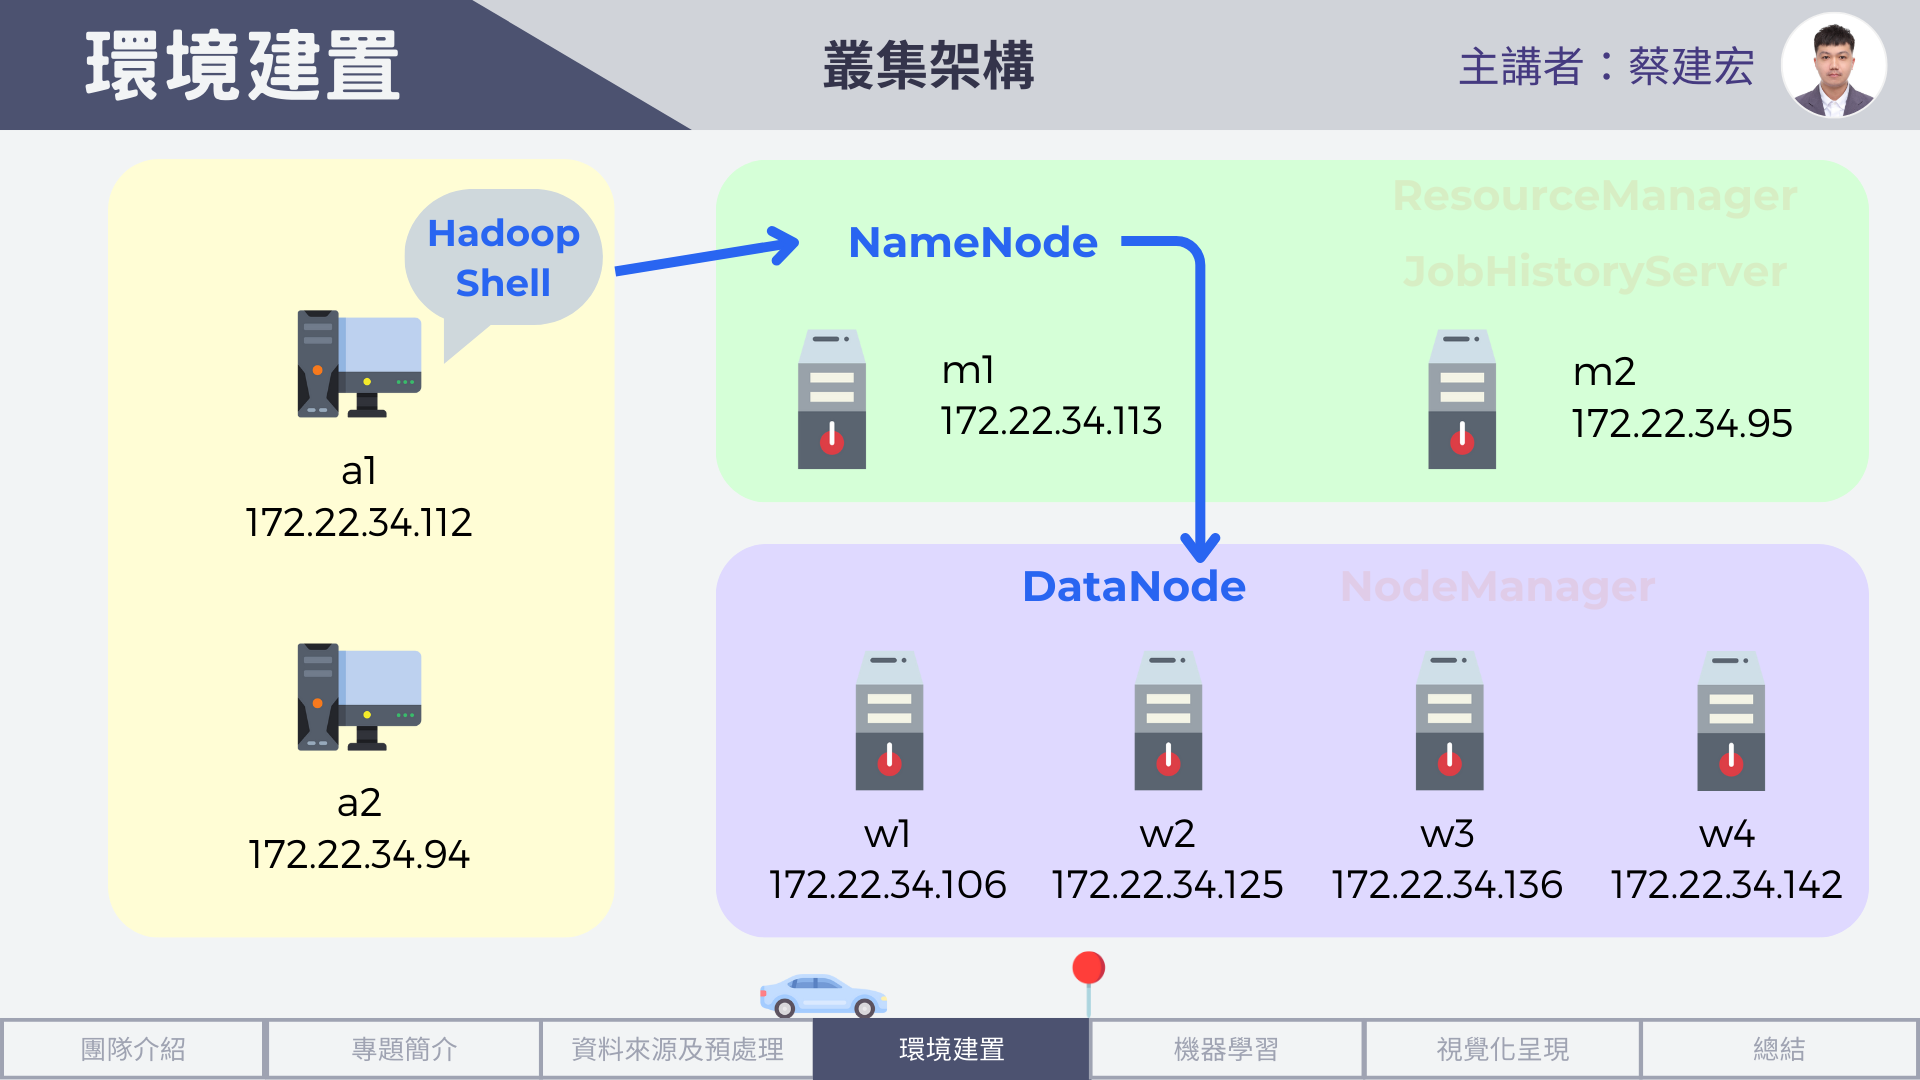 環境建置
叢集架構
主講者：蔡建宏
Hadoop
Shell
a1
172.22.34.112
a2
172.22.34.94
NameNode
ResourceManager
JobHistoryServer
m1
172.22.34.113
m2
172.22.34.95
DataNode
NodeManager
w1
172.22.34.106
w2
172.22.34.125
w3
172.22.34.136
w4
172.22.34.142
團隊介紹
專題簡介
資料來源及預處理
環境建置
機器學習
視覺化呈現
總結